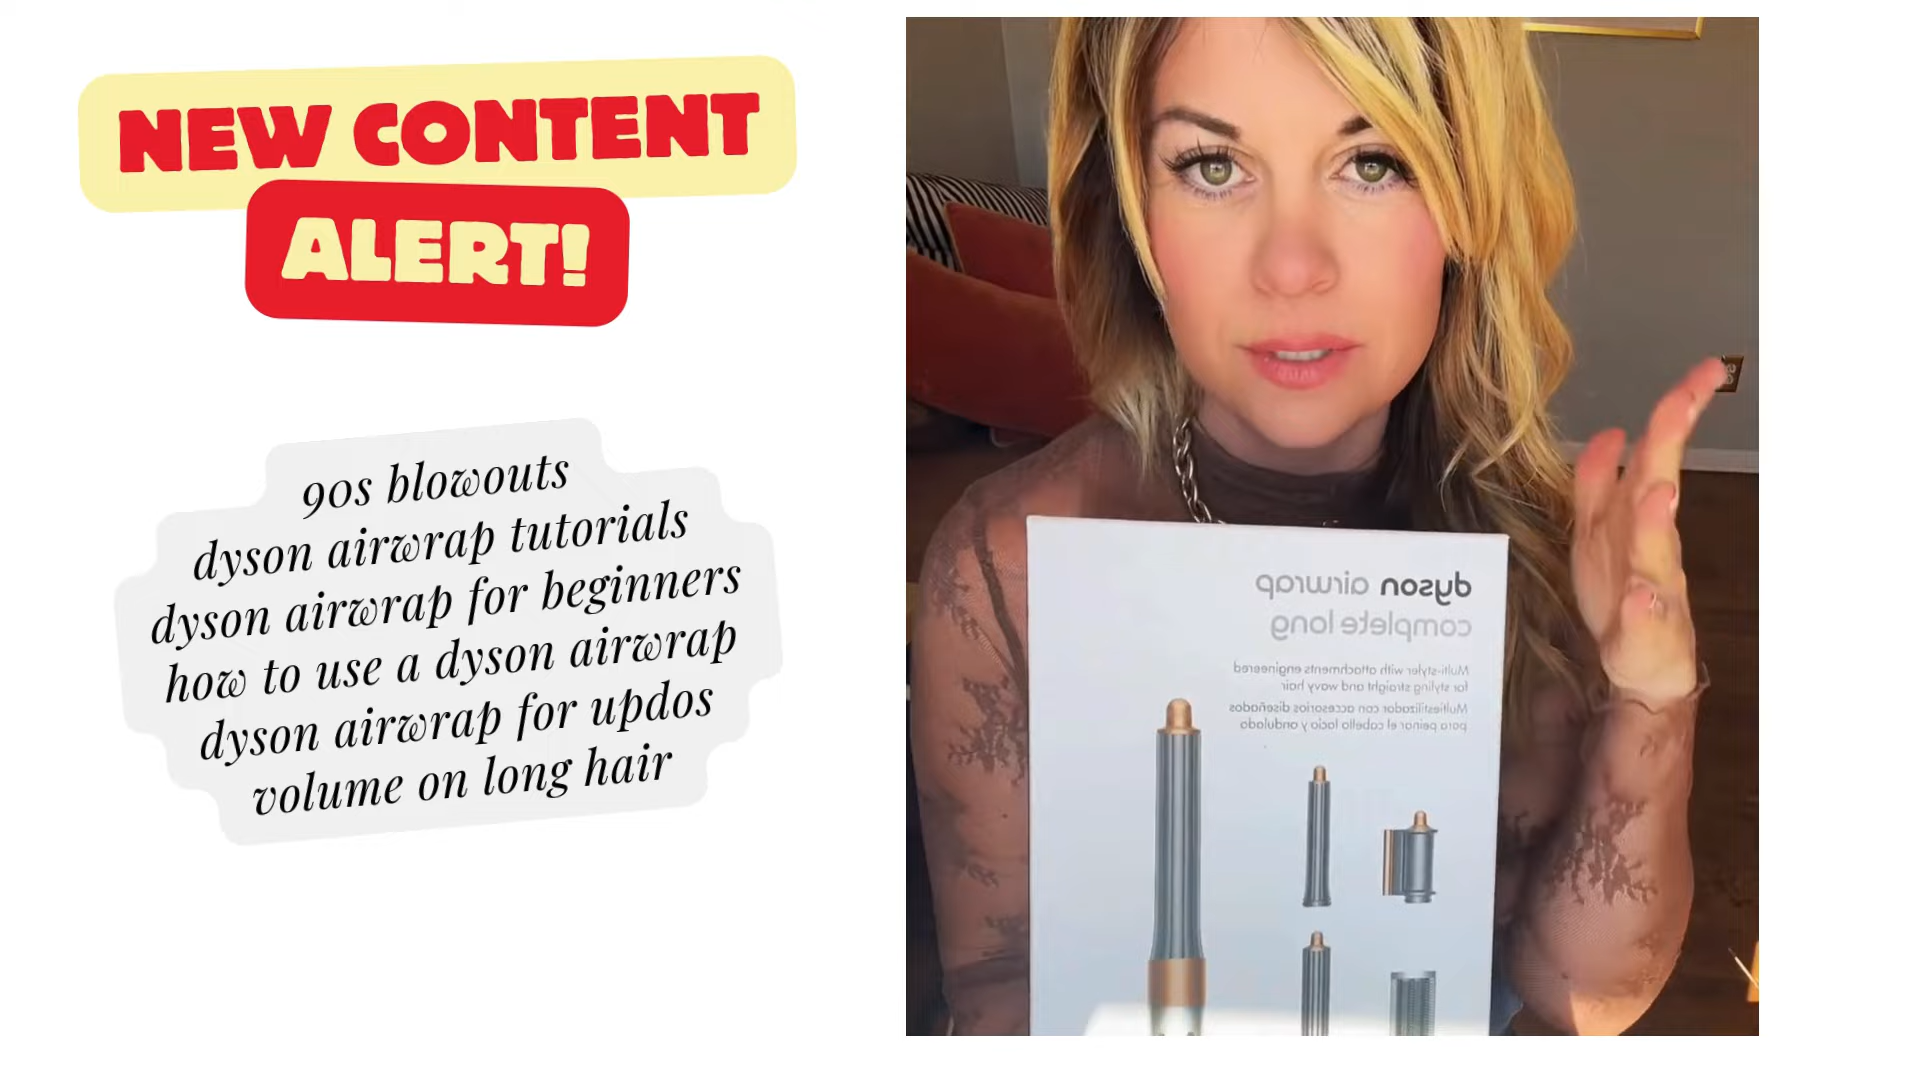 NEW CONTENT
ALERT!
90s blowouts
dyson airwrap tutorials
dyson airwrap for beginners
how to use a dyson airwrap
dyson airwrap for updos
volume on long hair
dyson airwrap
complete long
Multi-styler with attachments engineered
for styling straight and wavy hair
Multiestilizador con accesorios diseñados
para peinar el cabello lacio y ondulado